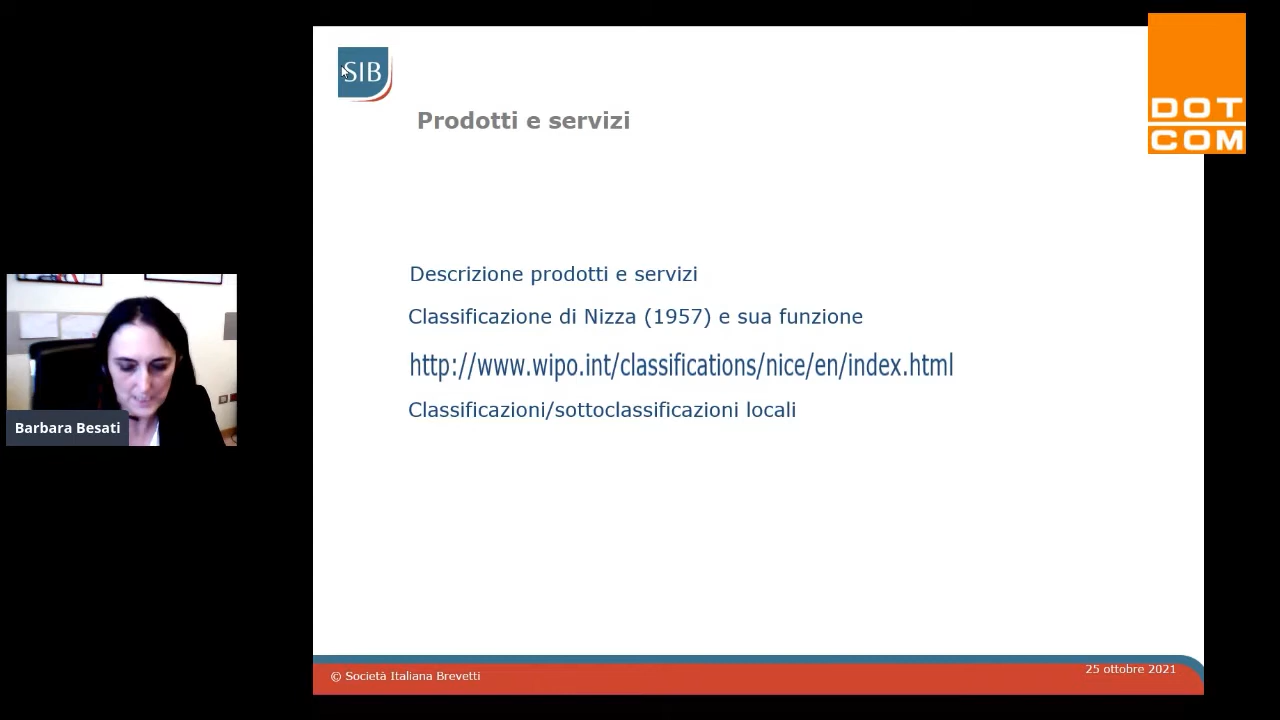 SIB
DOT
COM
Prodotti e servizi
Descrizione prodotti e servizi
Classificazione di Nizza (1957) e sua funzione
http://www.wipo.int/classifications/nice/en/index.html
Classificazioni/sottoclassificazioni locali
Barbara Besati
© Società Italiana Brevetti
25 ottobre 2021